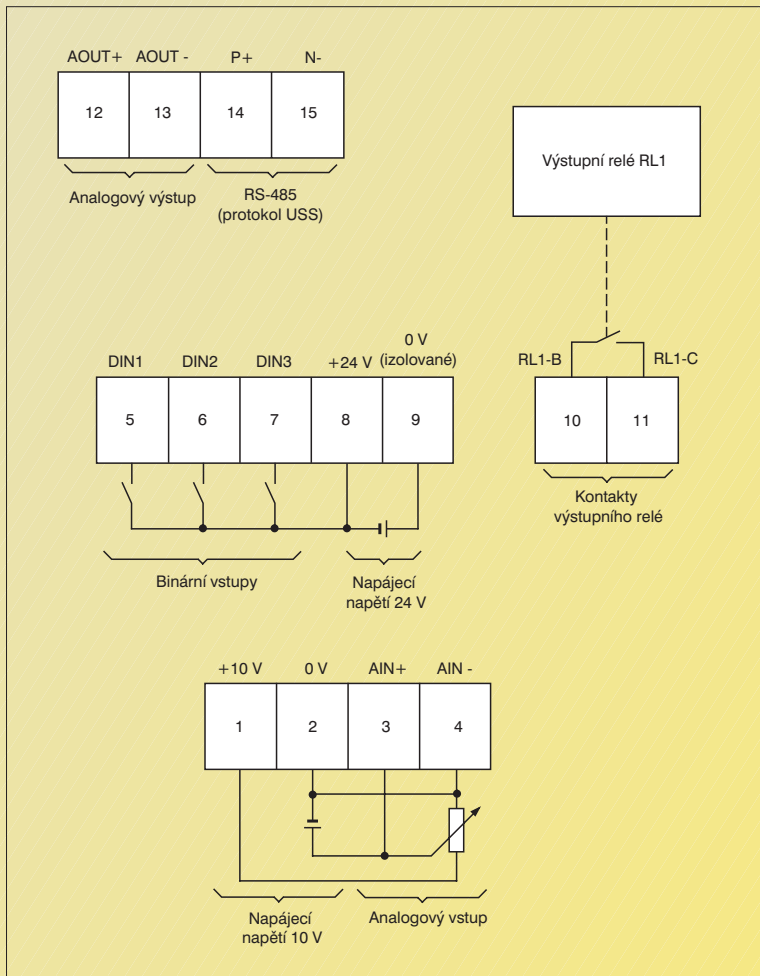 AOUT+ AOUT - P+ N-
12 13 14 15
Analogový výstup
RS-485
(protokol USS)
Výstupní relé RL1
RL1-B RL1-C
10 11
Kontakty
výstupního relé
DIN1 DIN2 DIN3 +24 V
0 V
(izolované)
5 6 7 8 9
Binární vstupy
Napájecí
napětí 24 V
+10 V 0 V AIN+ AIN -
1 2 3 4
Napájecí
napětí 10 V
Analogový vstup